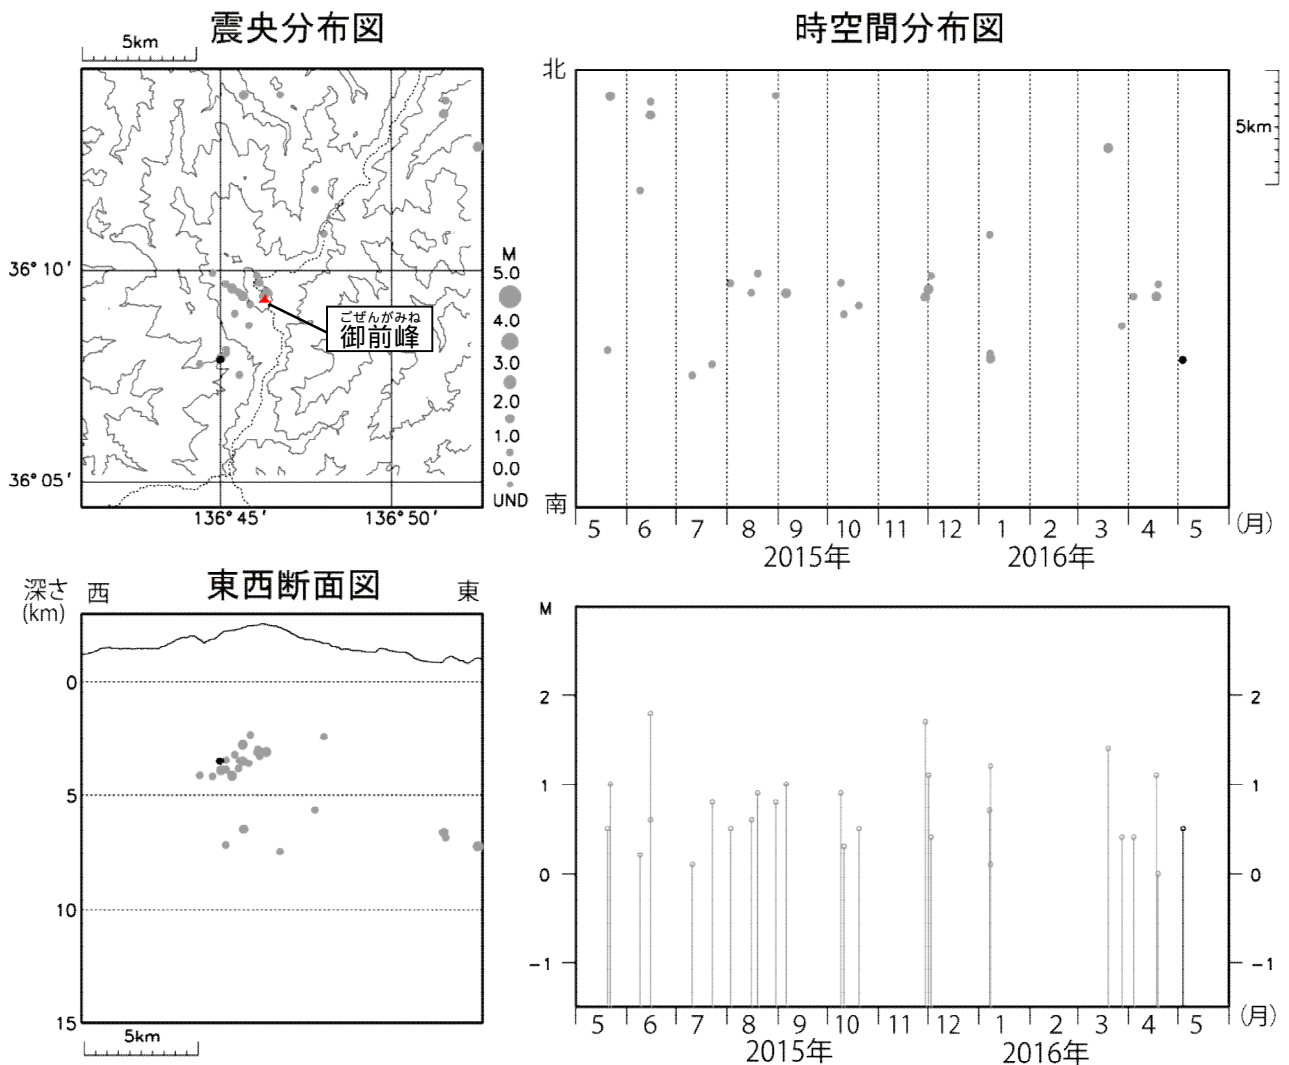 震央分布図
5km
36°10′
36°05′
136°45′
136°50′
ごぜんがみね
御前峰
M
5.0
4.0
3.0
2.0
1.0
0.0
UND
時空間分布図
北
南
5km
5 6 7 8 9 10 11 12 1 2 3 4 5 (月)
2015年 2016年
東西断面図
深さ
(km)
西 東
0
5
10
15
5km
M
2 2
1 1
0 0
-1 -1
5 6 7 8 9 10 11 12 1 2 3 4 5 (月)
2015年 2016年